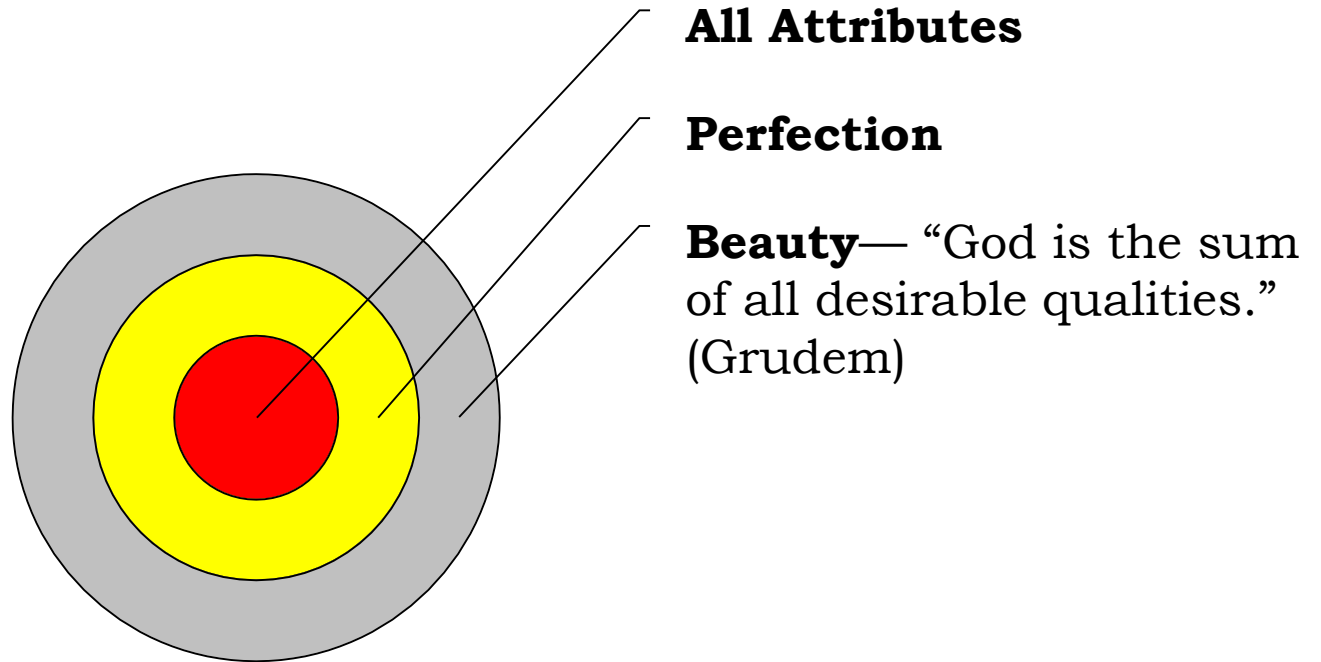 All Attributes
Perfection
Beauty— “God is the sum
of all desirable qualities.”
(Grudem)